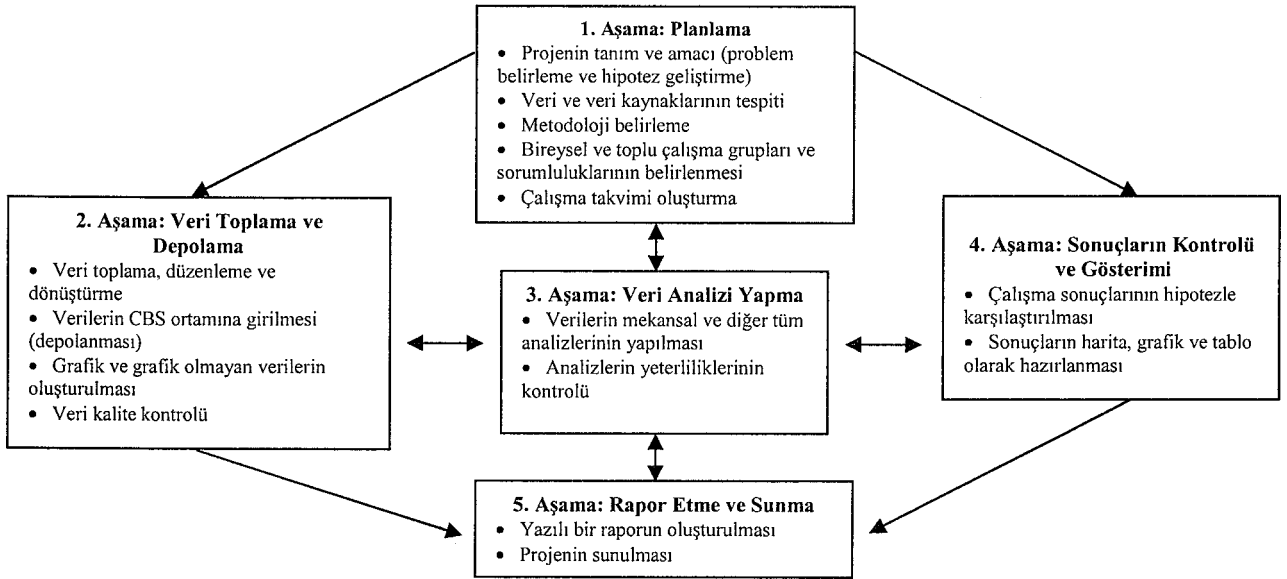 1. Aşama: Planlama
• Projenin tanım ve amacı (problem
belirleme ve hipotez geliştirme)
• Veri ve veri kaynaklarının tespiti
• Metodoloji belirleme
• Bireysel ve toplu çalışma grupları ve
sorumluluklarının belirlenmesi
• Çalışma takvimi oluşturma
2. Aşama: Veri Toplama ve
Depolama
• Veri toplama, düzenleme ve
dönüştürme
• Verilerin CBS ortamına girilmesi
(depolanması)
• Grafik ve grafik olmayan verilerin
oluşturulması
• Veri kalite kontrolü
3. Aşama: Veri Analizi Yapma
• Verilerin mekansal ve diğer tüm
analizlerinin yapılması
• Analizlerin yeterliliklerinin
kontrolü
4. Aşama: Sonuçların Kontrolü
ve Gösterimi
• Çalışma sonuçlarının hipotezle
karşılaştırılması
• Sonuçların harita, grafik ve tablo
olarak hazırlanması
5. Aşama: Rapor Etme ve Sunma
• Yazılı bir raporun oluşturulması
• Projenin sunulması